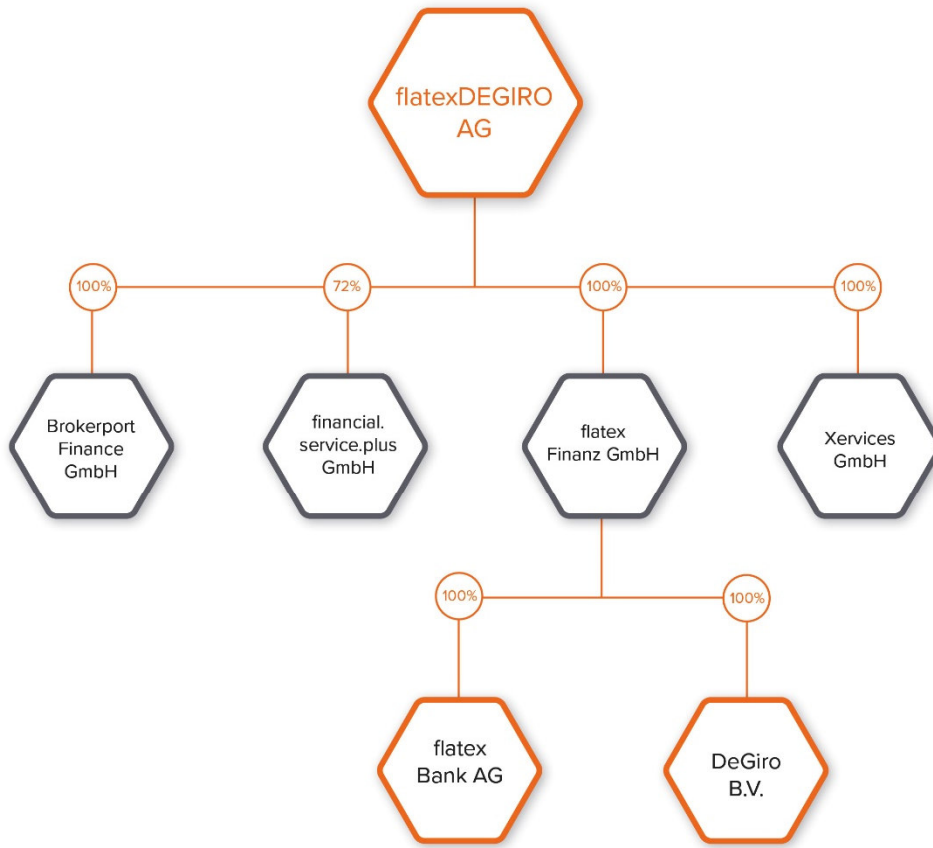 flatexDEGIRO
AG
100%
72%
100%
100%
Brokerport
Finance
GmbH
financial.
service.plus
GmbH
flatex
Finanz GmbH
Xervices
GmbH
100%
100%
flatex
Bank AG
DeGiro
B.V.